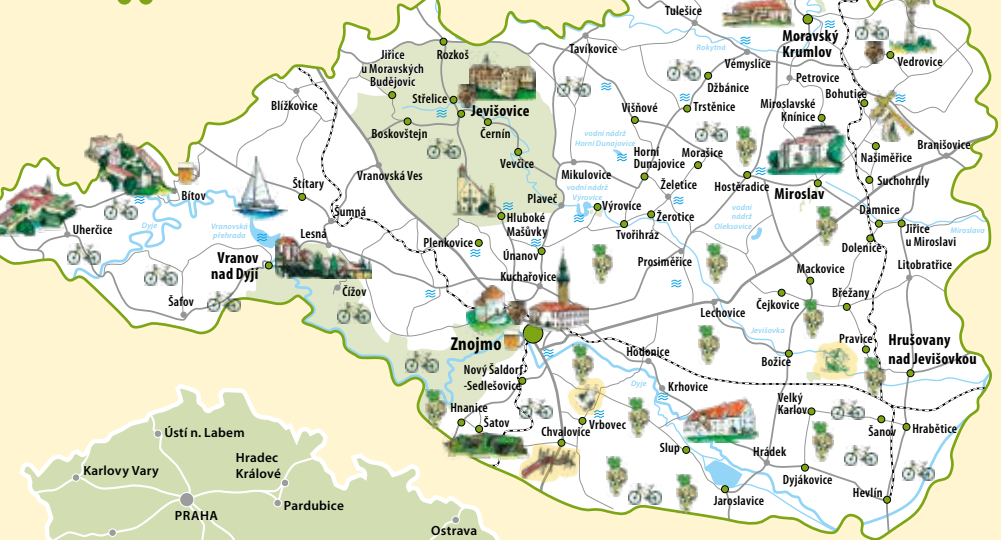 Tulešice
Moravský
Krumlov
Rokytná
Tavíkovice
Rozkoš
Jiřice
u Moravských
Budějovic
Vémyslice
Vedrovice
Petrovice
Džbánice
Bohutice
Blížkovice
Střelice
Jevišovice
Višňové
Trstěnice
Miroslavské
Knínice
Boskovštejn
Černín
vodní nádrž
Horní Dunajovice
Branišovice
Našiměřice
Vevčice
Horní
Dunajovice
Morašice
Vranovská Ves
Mikulovice
Suchohrdly
Bítov
Štítary
Plaveč
vodní nádrž
Výrovice
Želetice
Hostěradice
Miroslav
Šumná
Výrovice
Žerotice
vodní
nádrž
Oleksovice
Damnice
Uherčice
Dyje
Vranovská
přehrada
Lesná
Hluboké
Mašůvky
Tvořihráz
Jiřice
u Miroslavi
Miroslava
Plenkovice
Dolenice
Vranov
nad Dyjí
Únanov
Prosiměřice
Kuchařovice
Mackovice
Litobratřice
Šafov
Čížov
Čejkovice
Břežany
Lechovice
Jevišovka
Znojmo
Pravice
Hrušovany
nad Jevišovkou
Hodonice
Božice
Nový Šaldorf
-Sedlešovice
Dyje
Krhovice
Velký
Karlov
Hnanice
Šatov
Vrbovec
Chvalovice
Šanov
Hrabětice
Slup
Hrádek
Dyjákovice
Jaroslavice
Hevlín
Ústí n. Labem
Karlovy Vary
Hradec
Králové
PRAHA
Pardubice
Ostrava